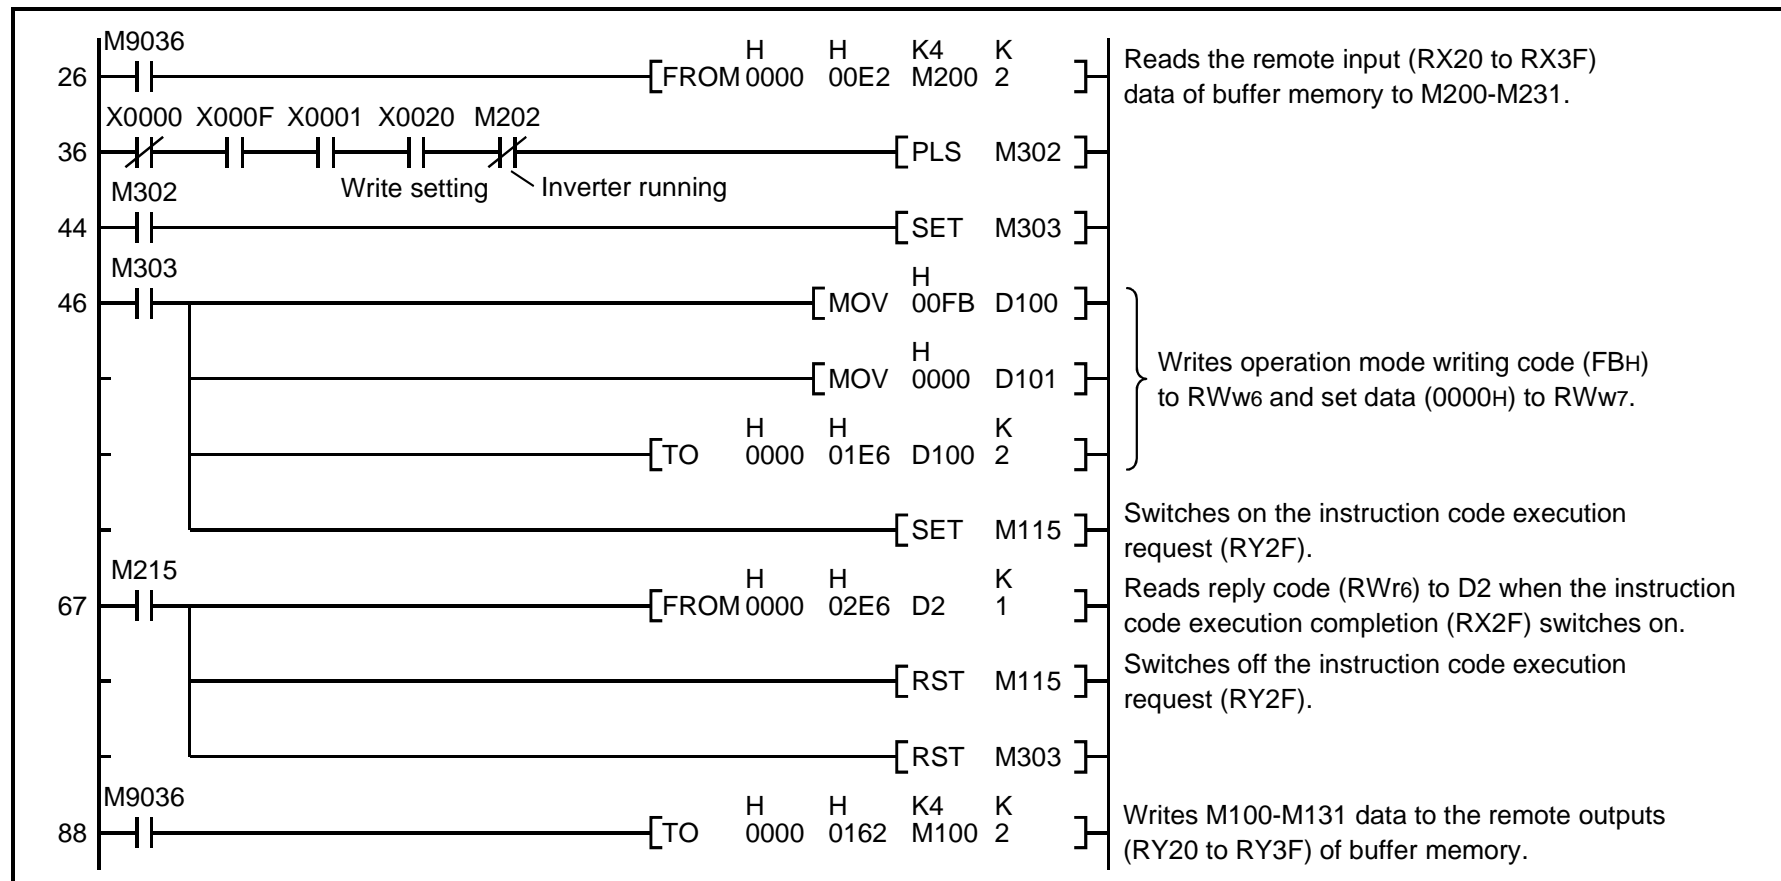 M9036
H H K4 K
26 FROM 0000 00E2 M200 2
Reads the remote input (RX20 to RX3F)
data of buffer memory to M200-M231.
X0000 X000F X0001 X0020 M202
36 PLS M302
Write setting Inverter running
M302
44 SET M303
M303
H
46 MOV 00FB D100
H
MOV 0000 D101
Writes operation mode writing code (FBH)
to RWw6 and set data (0000H) to RWw7.
H H K
TO 0000 01E6 D100 2
SET M115
Switches on the instruction code execution
request (RY2F).
M215
H H K
67 FROM 0000 02E6 D2 1
Reads reply code (RWr6) to D2 when the instruction
code execution completion (RX2F) switches on.
RST M115
Switches off the instruction code execution
request (RY2F).
RST M303
M9036
H H K4 K
88 TO 0000 0162 M100 2
Writes M100-M131 data to the remote outputs
(RY20 to RY3F) of buffer memory.